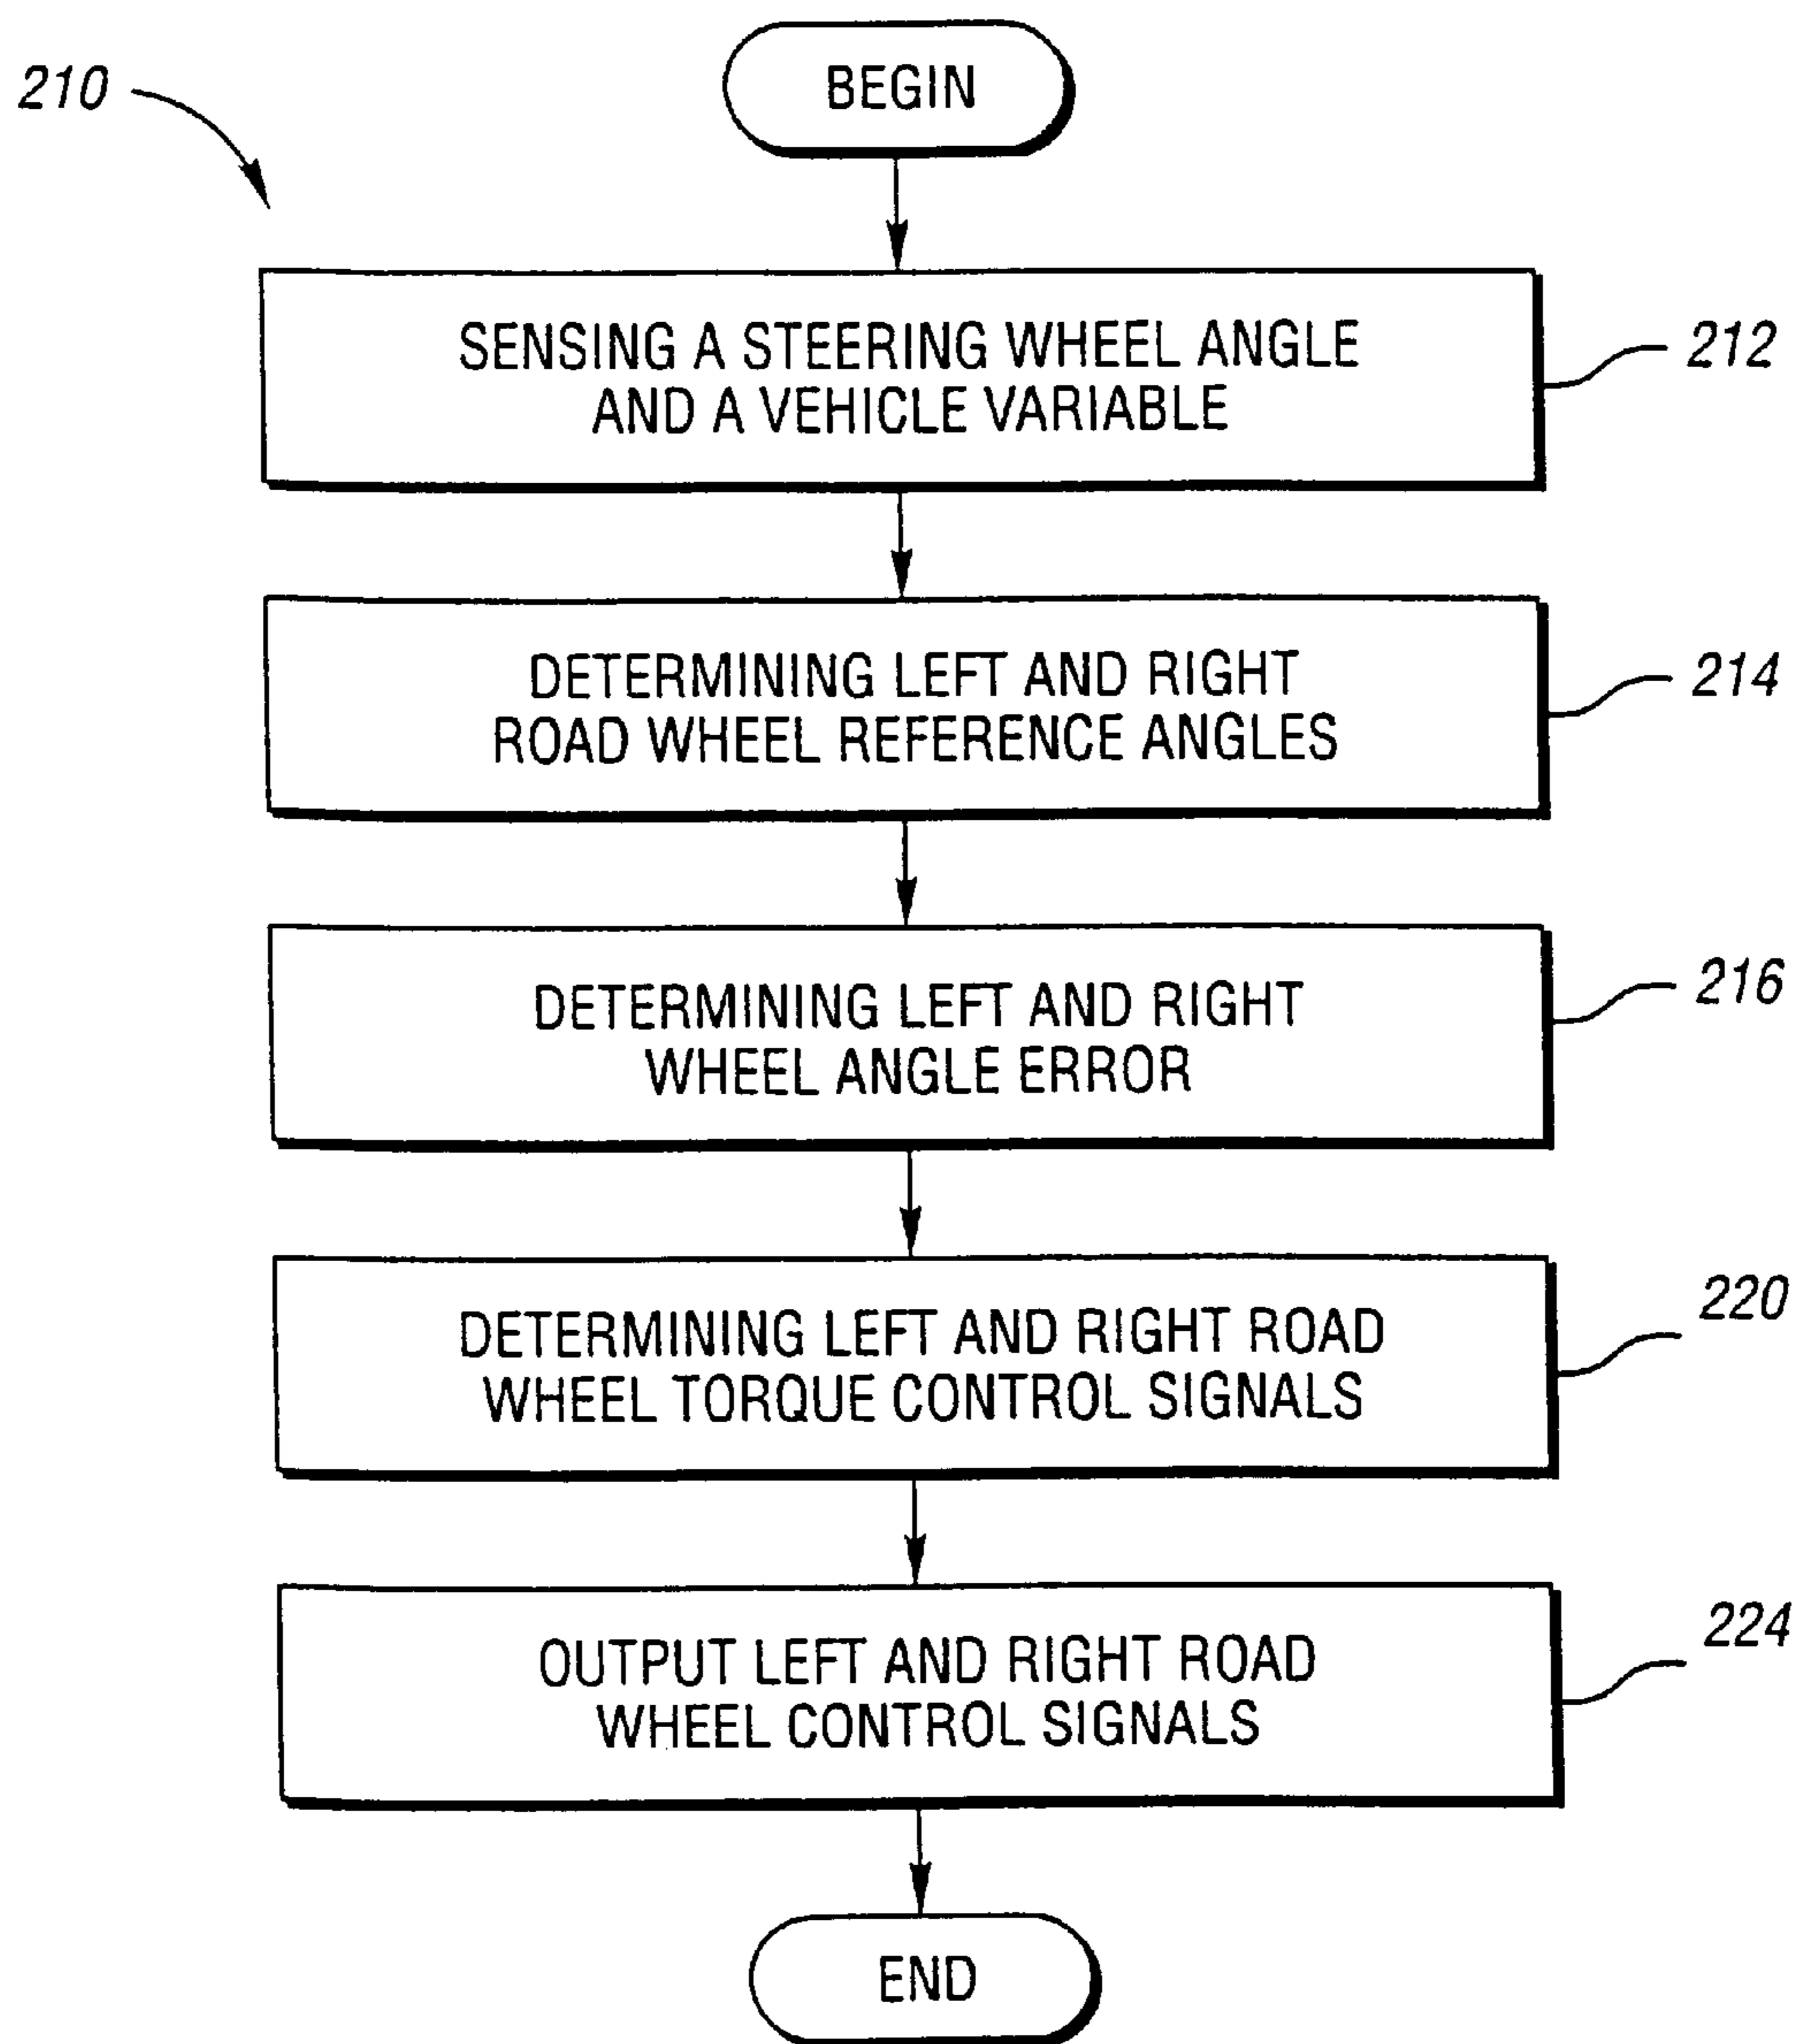 210
BEGIN
SENSING A STEERING WHEEL ANGLE
AND A VEHICLE VARIABLE
212
DETERMINING LEFT AND RIGHT
ROAD WHEEL REFERENCE ANGLES
214
DETERMINING LEFT AND RIGHT
WHEEL ANGLE ERROR
216
DETERMINING LEFT AND RIGHT ROAD
WHEEL TORQUE CONTROL SIGNALS
220
OUTPUT LEFT AND RIGHT ROAD
WHEEL CONTROL SIGNALS
224
END